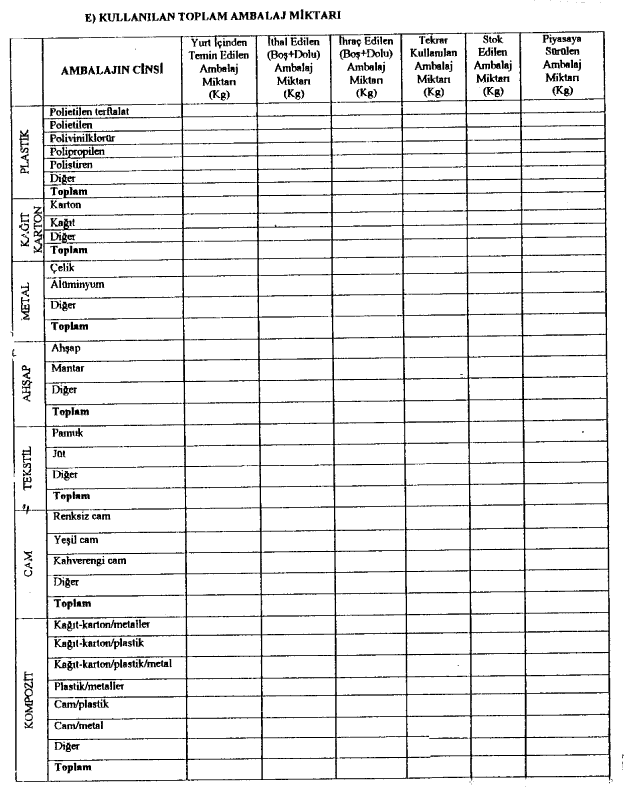 E) KULLANILAN TOPLAM AMBALAJ MİKTARI
AMBALAJIN CİNSİ
Yurt İçinden
Temin Edilen
Ambalaj
Miktarı
(Kg)
İthal Edilen
(Boş+Dolu)
Ambalaj
Miktarı
(Kg)
İhraç Edilen
(Boş+Dolu)
Ambalaj
Miktarı
(Kg)
Tekrar
Kullanılan
Ambalaj
Miktarı
(Kg)
Stok
Edilen
Ambalaj
Miktarı
(Kg)
Piyasaya
Sürülen
Ambalaj
Miktarı
(Kg)
PLASTİK
Polietilen terftalat
Polietilen
Polivinilklorür
Polipropilen
Polistiren
Diğer
Toplam
KAĞIT
KARTON
Karton
Kağıt
Diğer
Toplam
METAL
Çelik
Alüminyum
Diğer
Toplam
AHŞAP
Ahşap
Mantar
Diğer
Toplam
TEKSTİL
Pamuk
Jüt
Diğer
Toplam
CAM
Renksiz cam
Yeşil cam
Kahverengi cam
Diğer
Toplam
KOMPOZİT
Kağıt-karton/metaller
Kağıt-karton/plastik
Kağıt-karton/plastik/metal
Plastik/metaller
Cam/plastik
Cam/metal
Diğer
Toplam